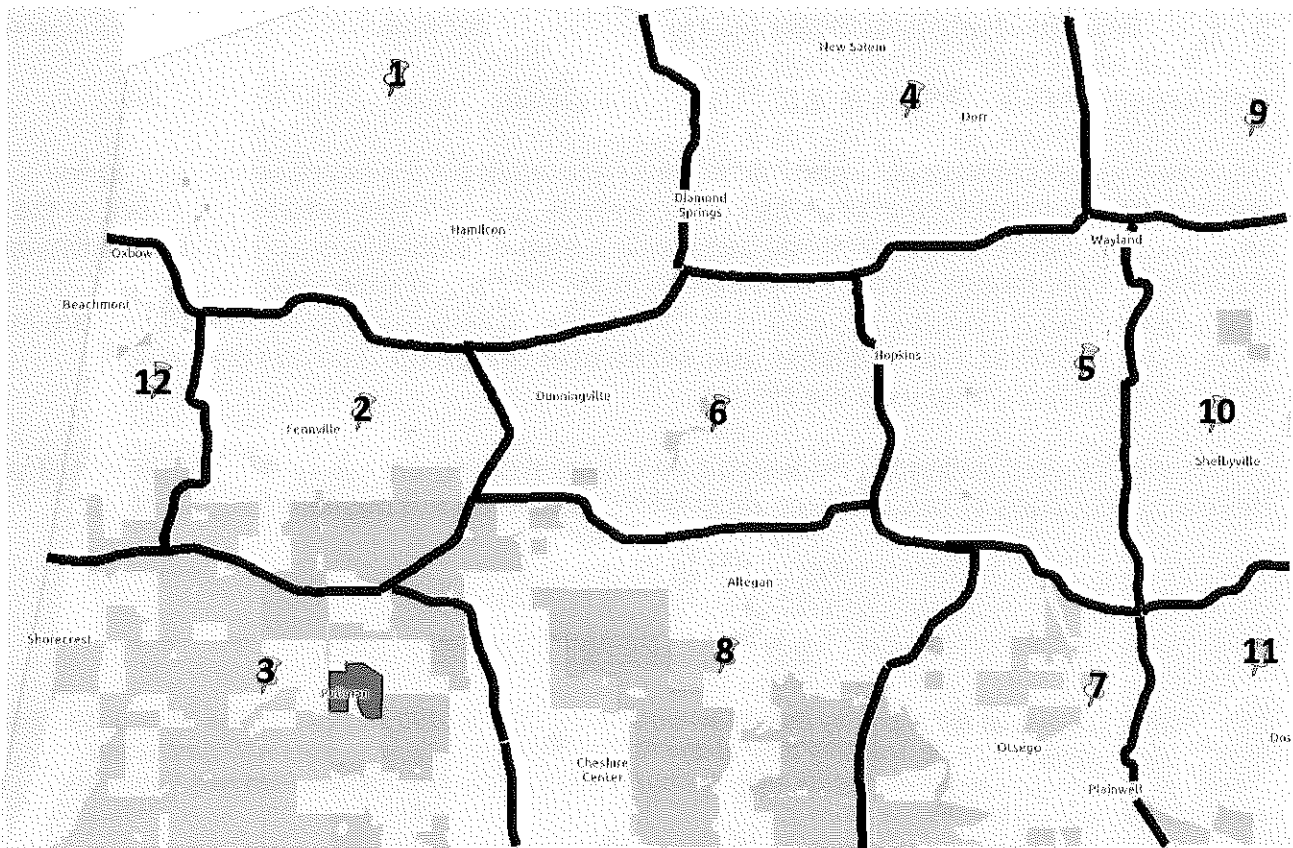 New Salem
1
4
Dorr
9
Diamond
Springs
Hamilton
Wayland
Oxbow
Beachmont
Hopkins
5
12
Dunningville
2
6
10
Fennville
Shelbyville
Allegan
Shorecrest
8
11
3
7
Otsego
Dos
Cheshire
Center
Plainwell